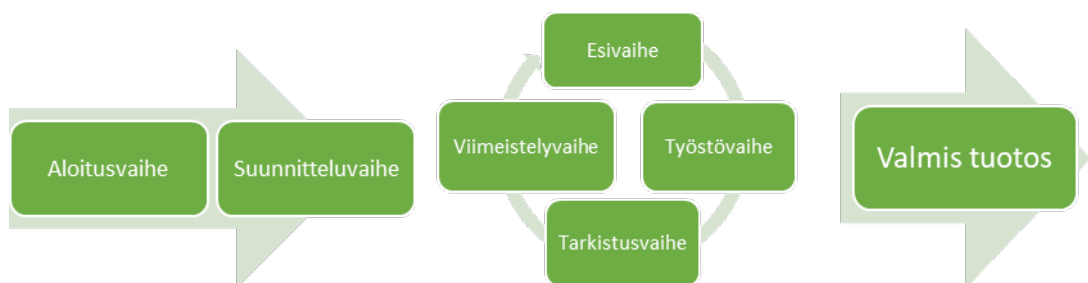 Aloitusvaihe
Suunnitteluvaihe
Esivaihe
Työstövaihe
Tarkistusvaihe
Viimeistelyvaihe
Valmis tuotos